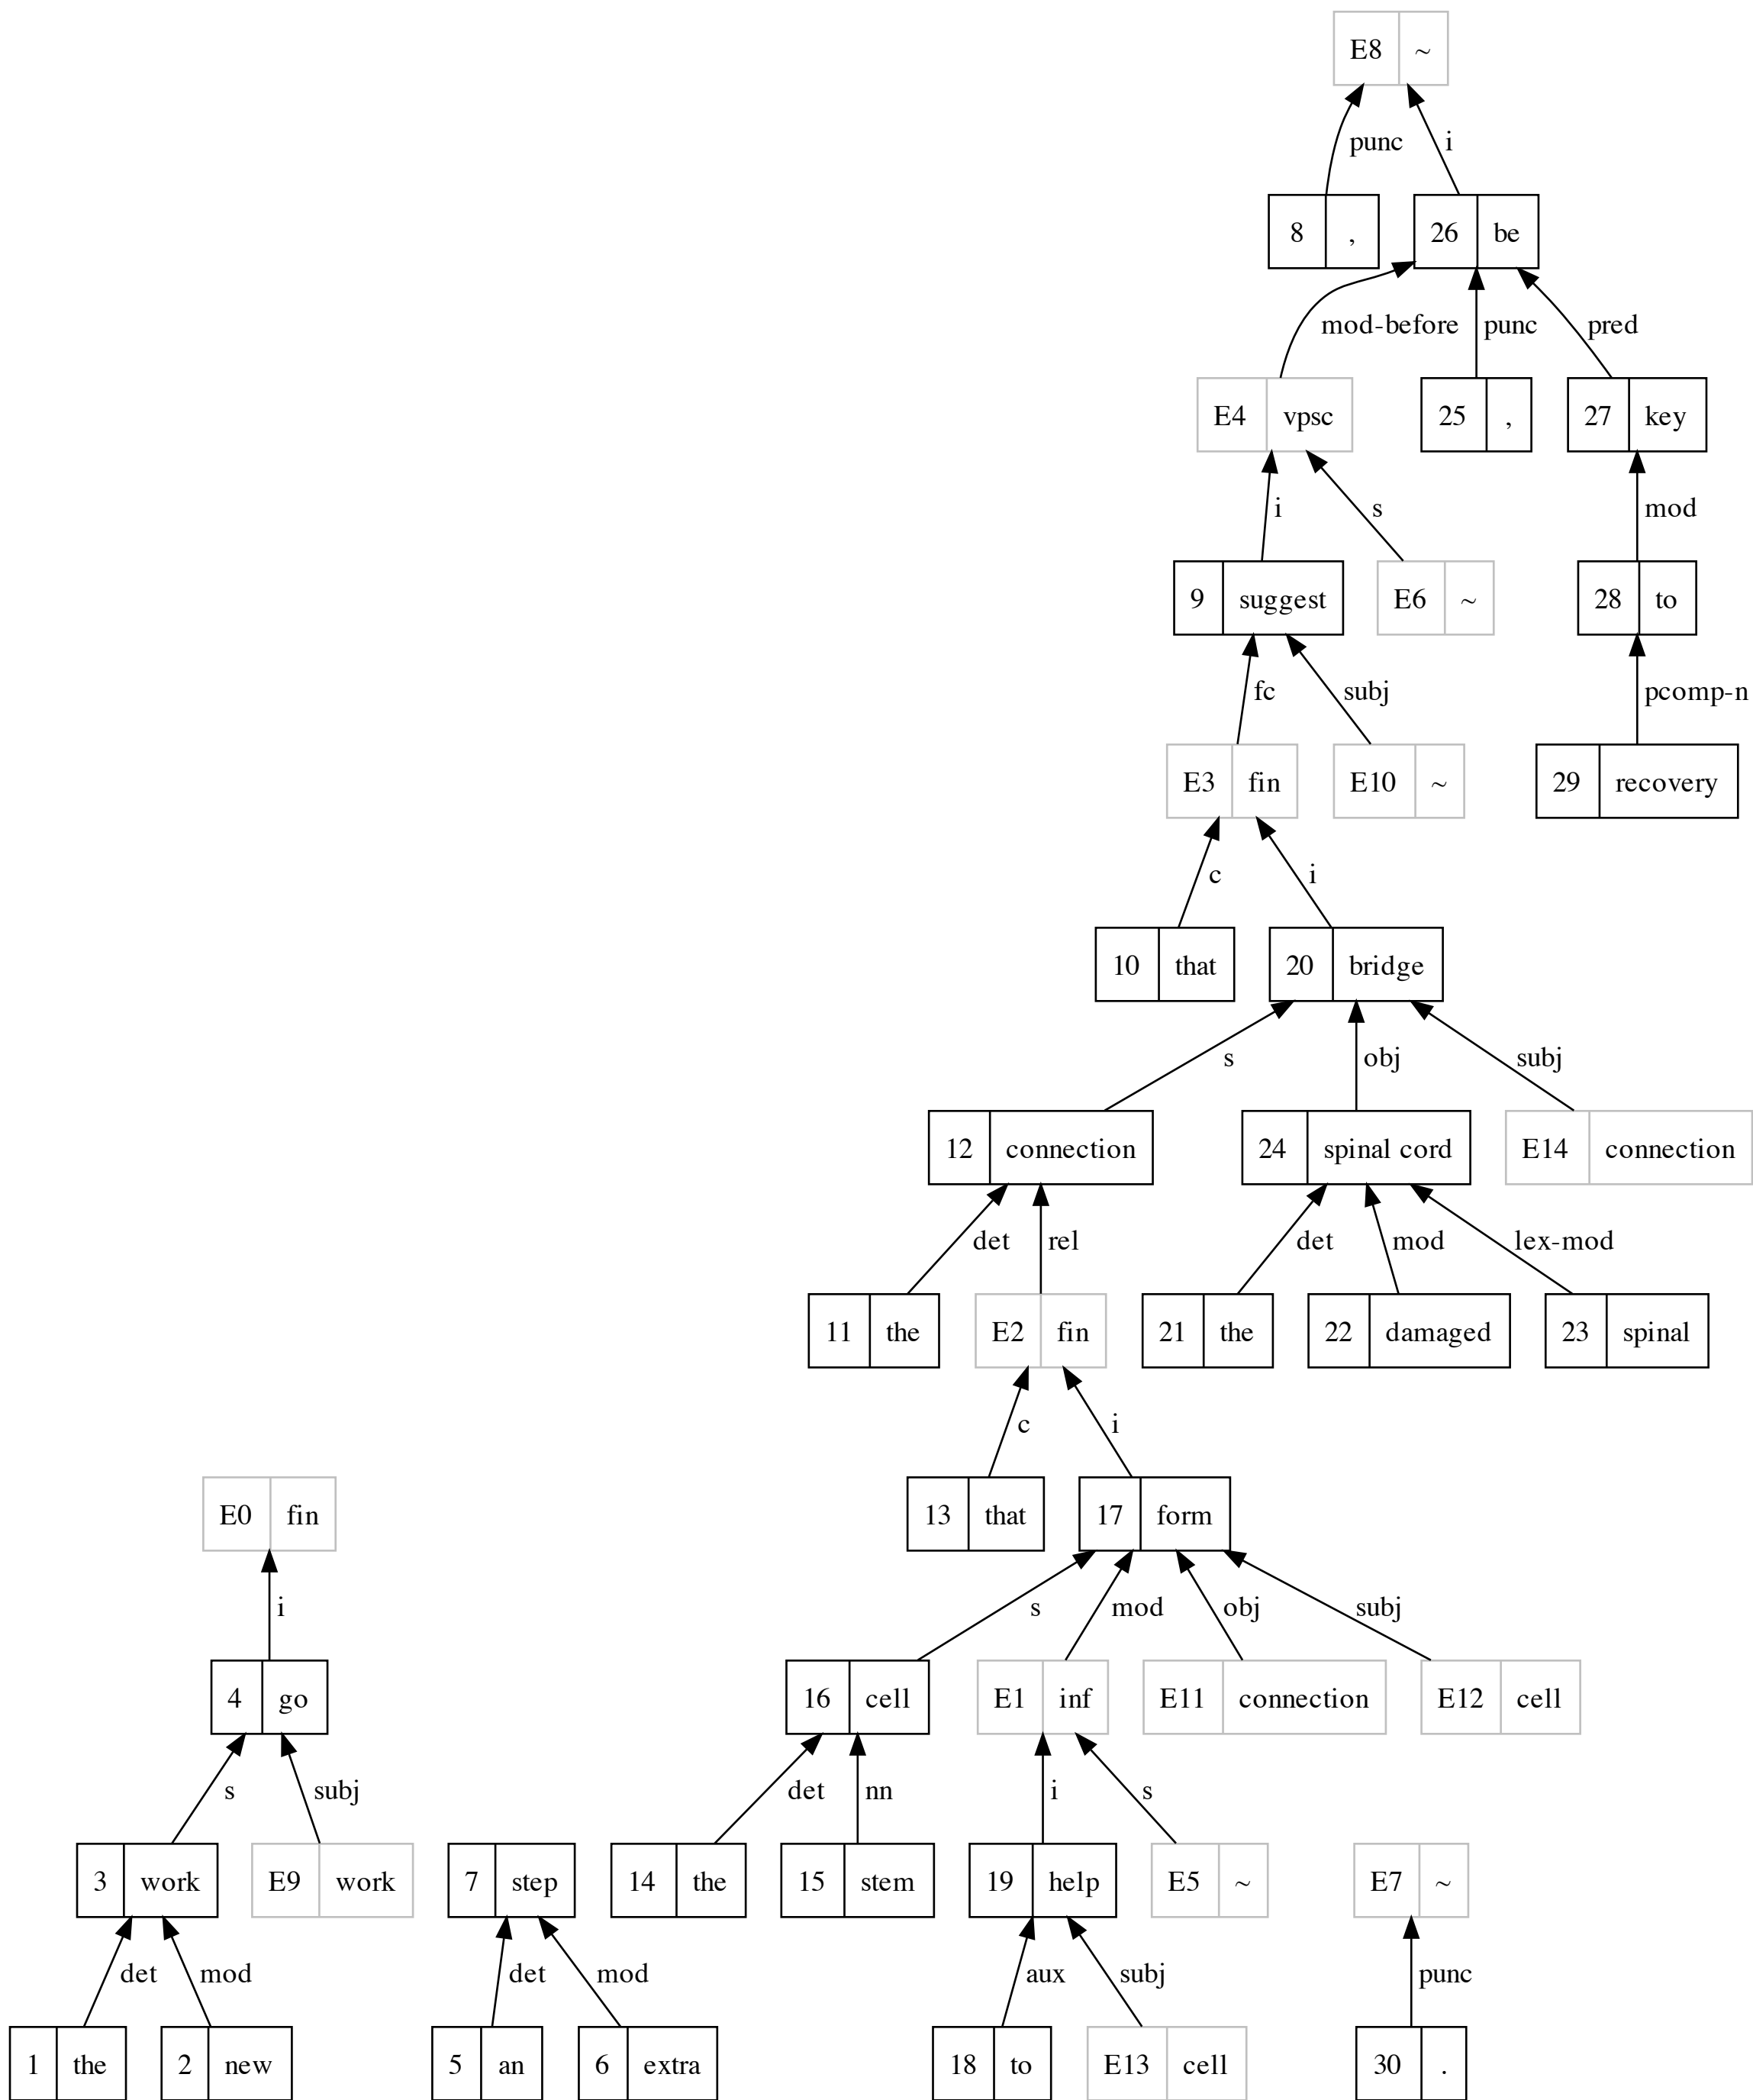 E8 ~
punc i
8 , 26 be
mod-before punc pred
E4 vpsc 25 , 27 key
i s mod
9 suggest E6 ~ 28 to
fc subj pcomp-n
E3 fin E10 ~ 29 recovery
c i
10 that 20 bridge
s obj subj
12 connection 24 spinal cord E14 connection
det rel det mod lex-mod
11 the E2 fin 21 the 22 damaged 23 spinal
c i
E0 fin 13 that 17 form
i s mod obj subj
4 go 16 cell E1 inf E11 connection E12 cell
s subj det nn i s
3 work E9 work 7 step 14 the 15 stem 19 help E5 ~ E7 ~
det mod det mod aux subj punc
1 the 2 new 5 an 6 extra 18 to E13 cell 30 .